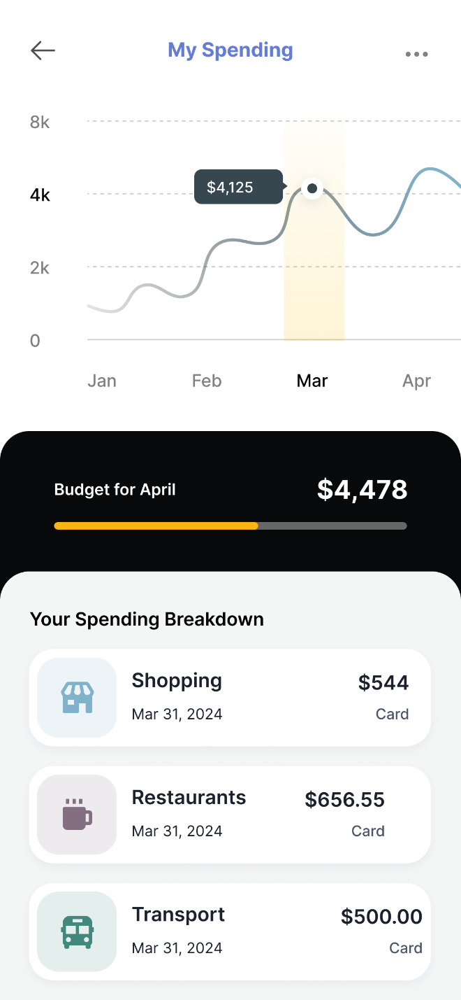 My Spending
8k
$4,125
4k
2k
0
Jan Feb Mar Apr
Budget for April $4,478
Your Spending Breakdown
Shopping $544
Mar 31, 2024 Card
Restaurants $656.55
Mar 31, 2024 Card
Transport $500.00
Mar 31, 2024 Card